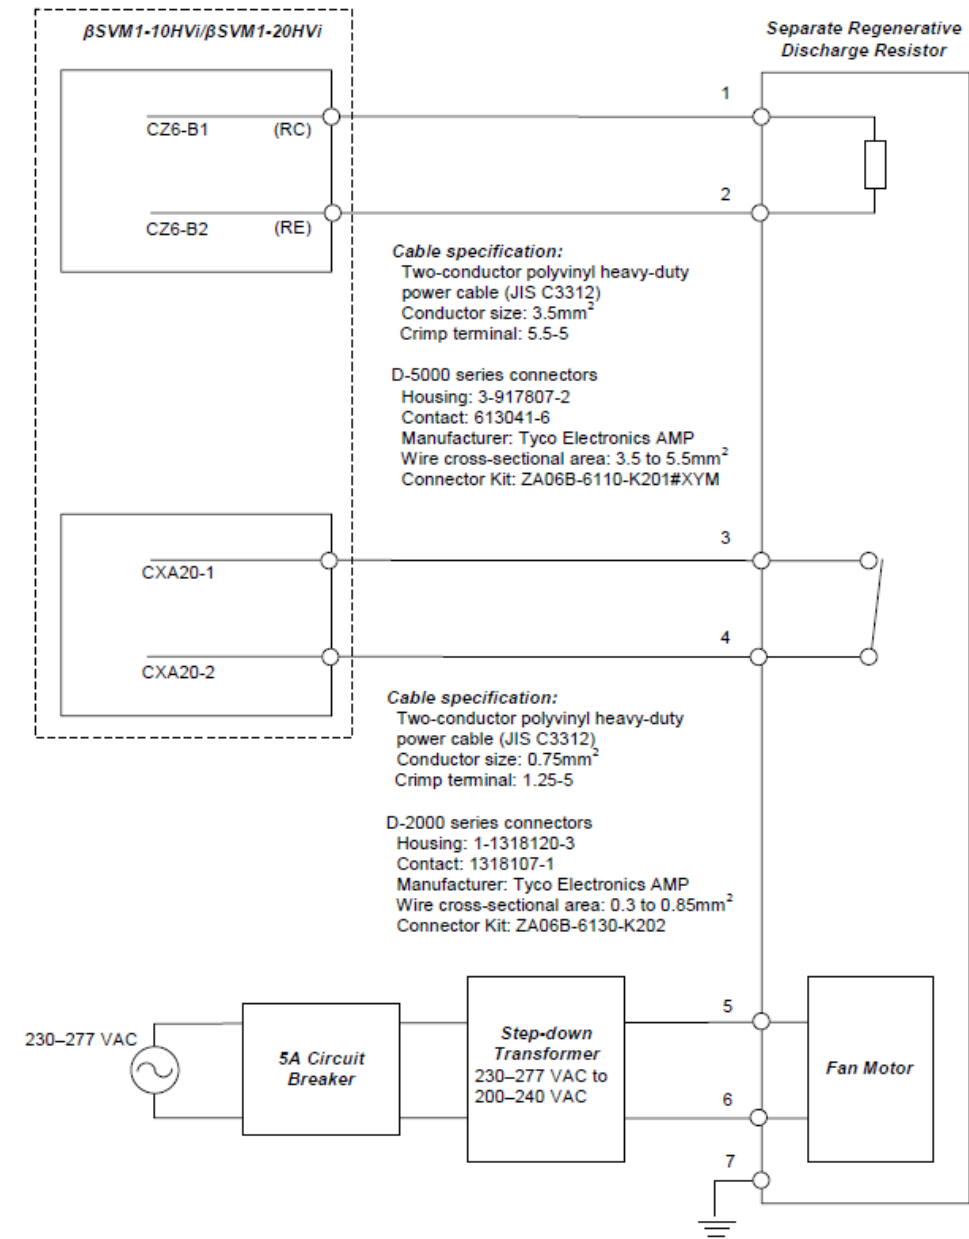 βSVM1-10HVi/βSVM1-20HVi
Separate Regenerative
Discharge Resistor
1
CZ6-B1 (RC)
2
CZ6-B2 (RE)
Cable specification:
Two-conductor polyvinyl heavy-duty
power cable (JIS C3312)
Conductor size: 3.5mm²
Crimp terminal: 5.5-5
D-5000 series connectors
Housing: 3-917807-2
Contact: 613041-6
Manufacturer: Tyco Electronics AMP
Wire cross-sectional area: 3.5 to 5.5mm²
Connector Kit: ZA06B-6110-K201#XYM
3
CXA20-1
4
CXA20-2
Cable specification:
Two-conductor polyvinyl heavy-duty
power cable (JIS C3312)
Conductor size: 0.75mm²
Crimp terminal: 1.25-5
D-2000 series connectors
Housing: 1-1318120-3
Contact: 1318107-1
Manufacturer: Tyco Electronics AMP
Wire cross-sectional area: 0.3 to 0.85mm²
Connector Kit: ZA06B-6130-K202
230–277 VAC
5A Circuit
Breaker
Step-down
Transformer
230–277 VAC to
200–240 VAC
5
6
7
Fan Motor